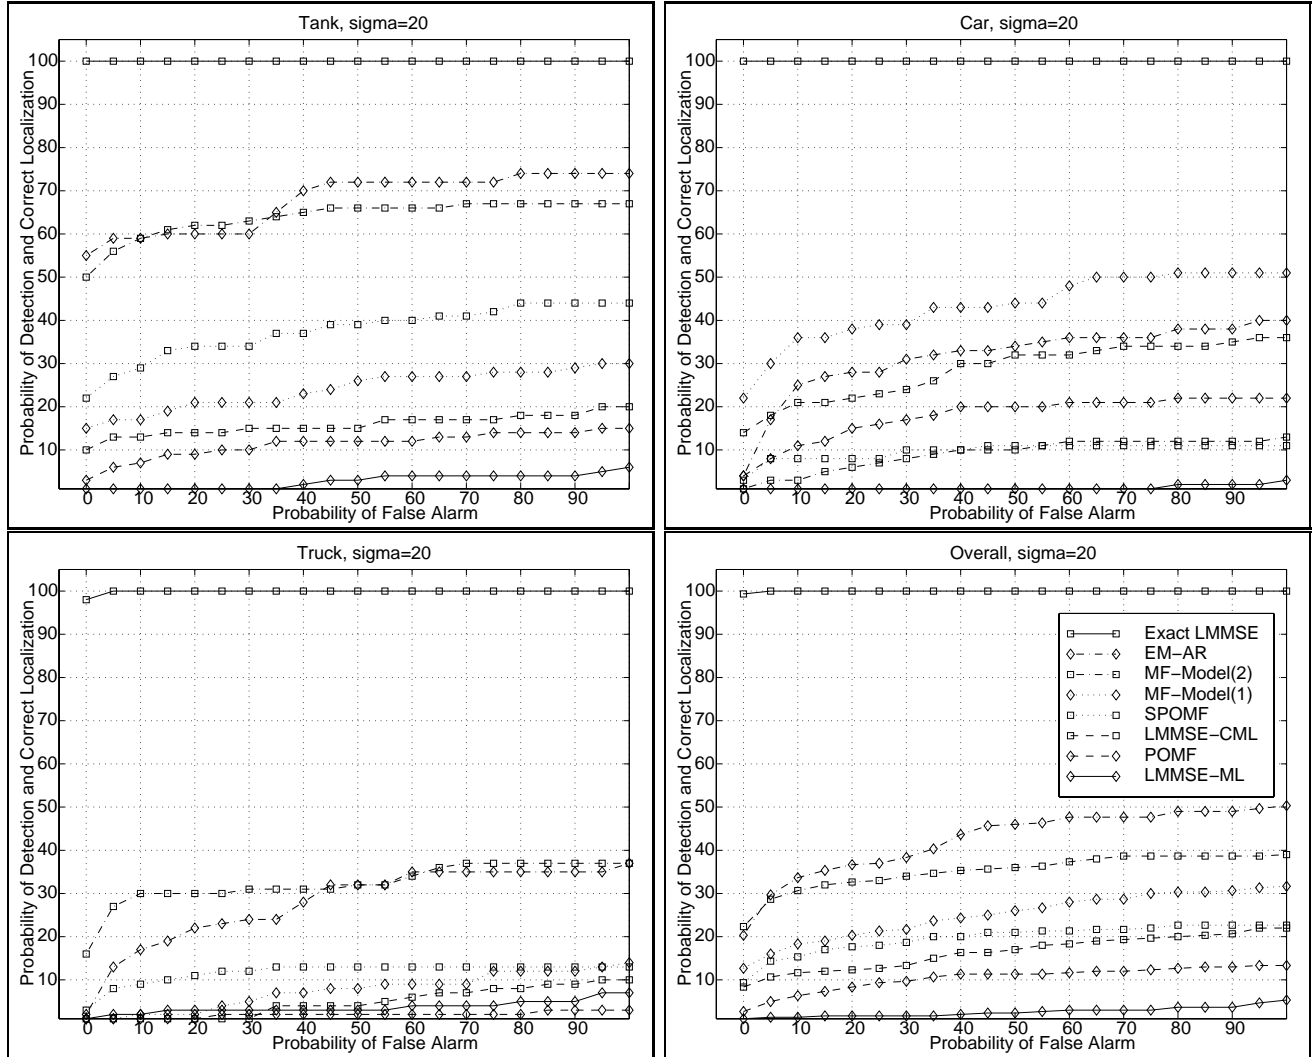 Tank, sigma=20
Probability of Detection and Correct Localization
100
90
80
70
60
50
40
30
20
10
0 10 20 30 40 50 60 70 80 90
Probability of False Alarm
Car, sigma=20
Probability of Detection and Correct Localization
100
90
80
70
60
50
40
30
20
10
0 10 20 30 40 50 60 70 80 90
Probability of False Alarm
Truck, sigma=20
Probability of Detection and Correct Localization
100
90
80
70
60
50
40
30
20
10
0 10 20 30 40 50 60 70 80 90
Probability of False Alarm
Overall, sigma=20
Probability of Detection and Correct Localization
100
90
80
70
60
50
40
30
20
10
0 10 20 30 40 50 60 70 80 90
Probability of False Alarm
Exact LMMSE
EM−AR
MF−Model(2)
MF−Model(1)
SPOMF
LMMSE−CML
POMF
LMMSE−ML